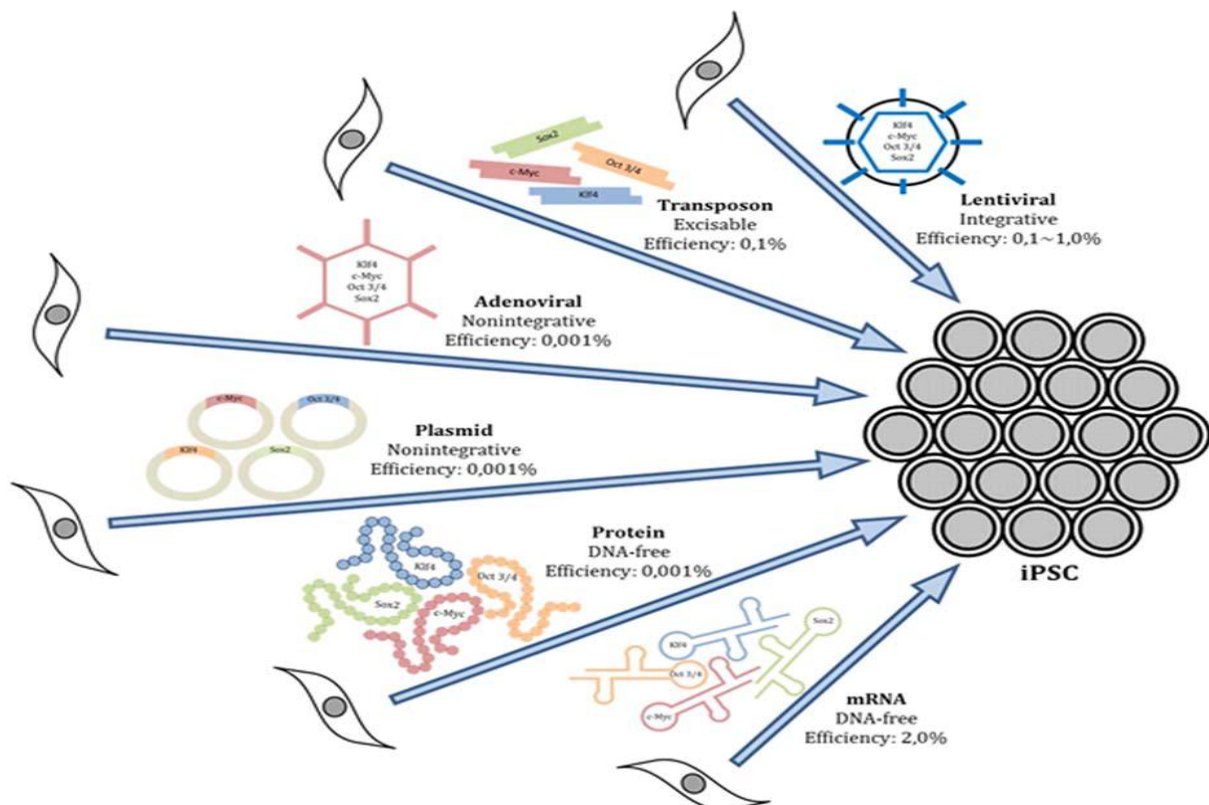 Klf4
c-Myc
Oct 3/4
Sox2
Lentiviral
Integrative
Efficiency: 0,1~1,0%
Sox2
Oct 3/4
c-Myc
Klf4
Transposon
Excisable
Efficiency: 0,1%
Klf4
c-Myc
Oct 3/4
Sox2
Adenoviral
Nonintegrative
Efficiency: 0,001%
c-Myc
Oct 3/4
Klf4
Sox2
Plasmid
Nonintegrative
Efficiency: 0,001%
Klf4
Oct 3/4
Sox2
c-Myc
Protein
DNA-free
Efficiency: 0,001%
iPSC
Sox2
Klf4
Oct 3/4
c-Myc
mRNA
DNA-free
Efficiency: 2,0%